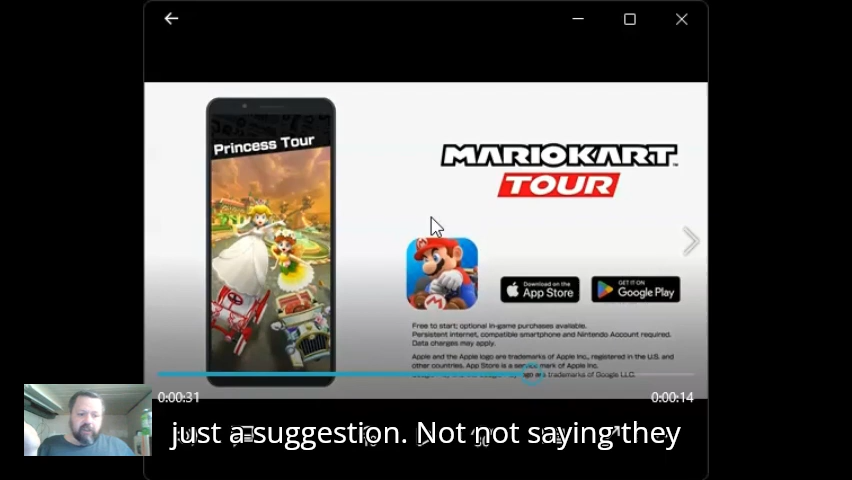 Princess Tour
MARIOKART
TOUR
Download on the
App Store
GET IT ON
Google Play
Free to start; optional in-game purchases available.
Persistent internet, compatible smartphone and Nintendo Account required.
Data charges may apply.
Apple and the Apple logo are trademarks of Apple Inc., registered in the U.S. and
other countries. App Store is a service mark of Apple Inc.
logo are trademarks of Google LLC.
0:00:31
0:00:14
just a suggestion. Not not saying they